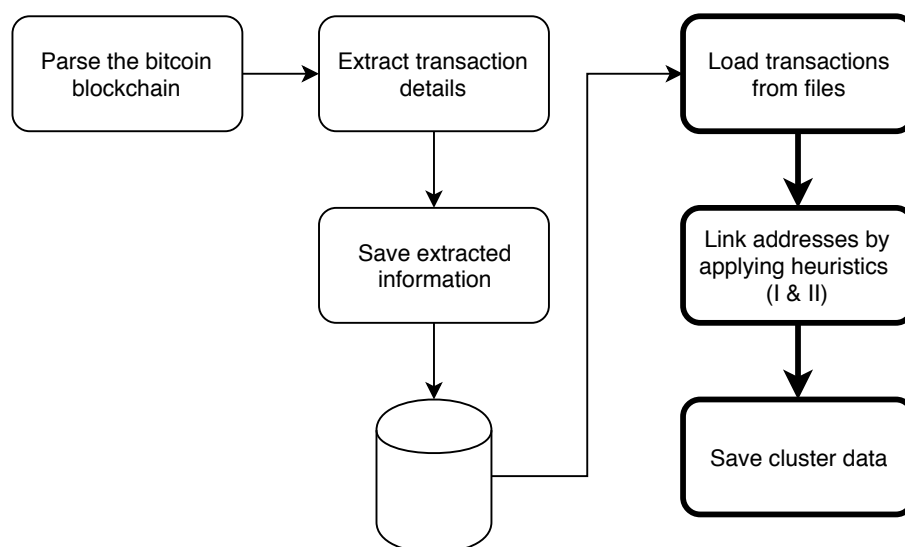 Parse the bitcoin
blockchain
Extract transaction
details
Save extracted
information
Load transactions
from files
Link addresses by
applying heuristics
(I & II)
Save cluster data